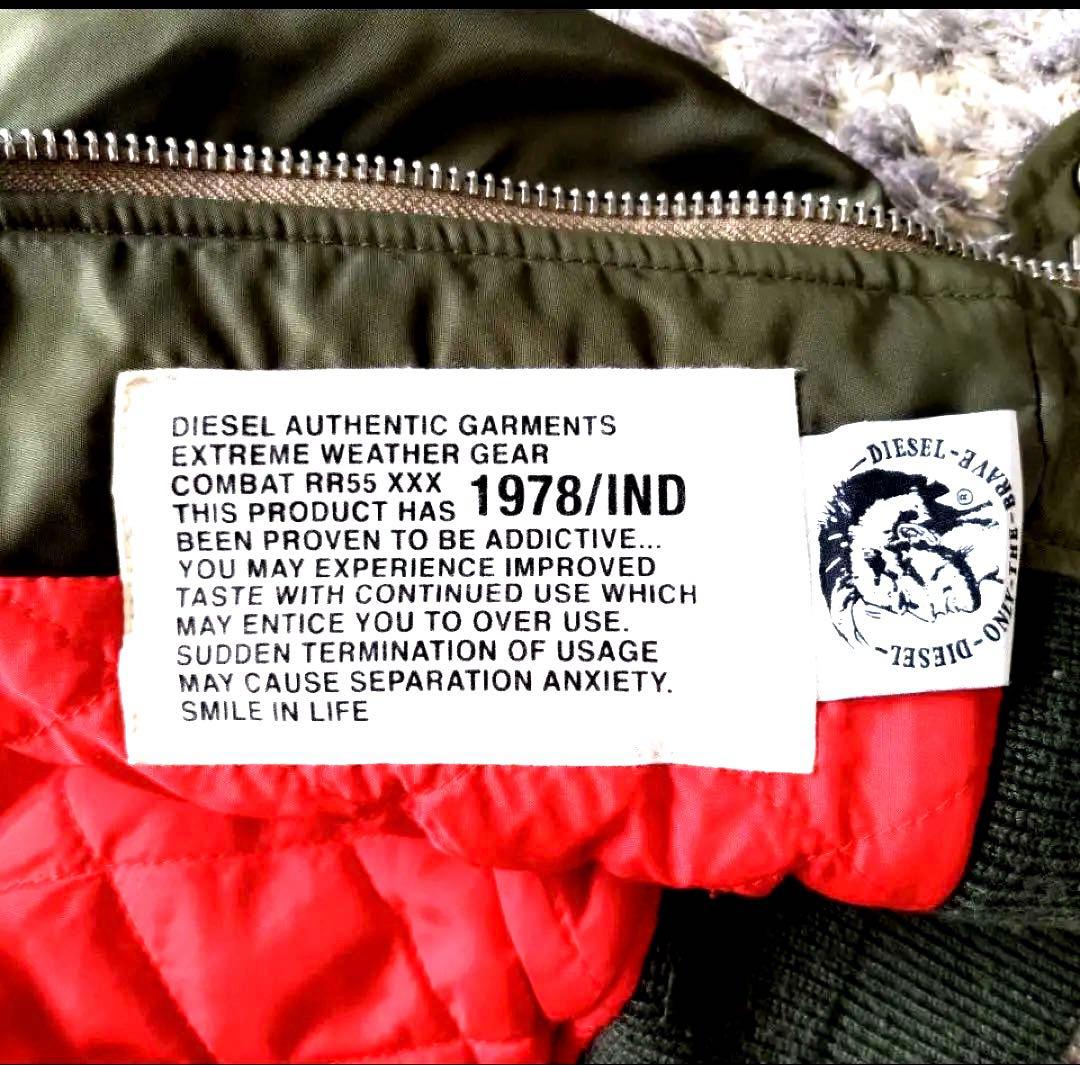 DIESEL AUTHENTIC GARMENTS
EXTREME WEATHER GEAR
COMBAT RR55 XXX
1978/IND
THIS PRODUCT HAS
BEEN PROVEN TO BE ADDICTIVE...
YOU MAY EXPERIENCE IMPROVED
TASTE WITH CONTINUED USE WHICH
MAY ENTICE YOU TO OVER USE.
SUDDEN TERMINATION OF USAGE
MAY CAUSE SEPARATION ANXIETY.
SMILE IN LIFE
-DIESEL-ONLY-THE-BRAVE-DIESEL-
®